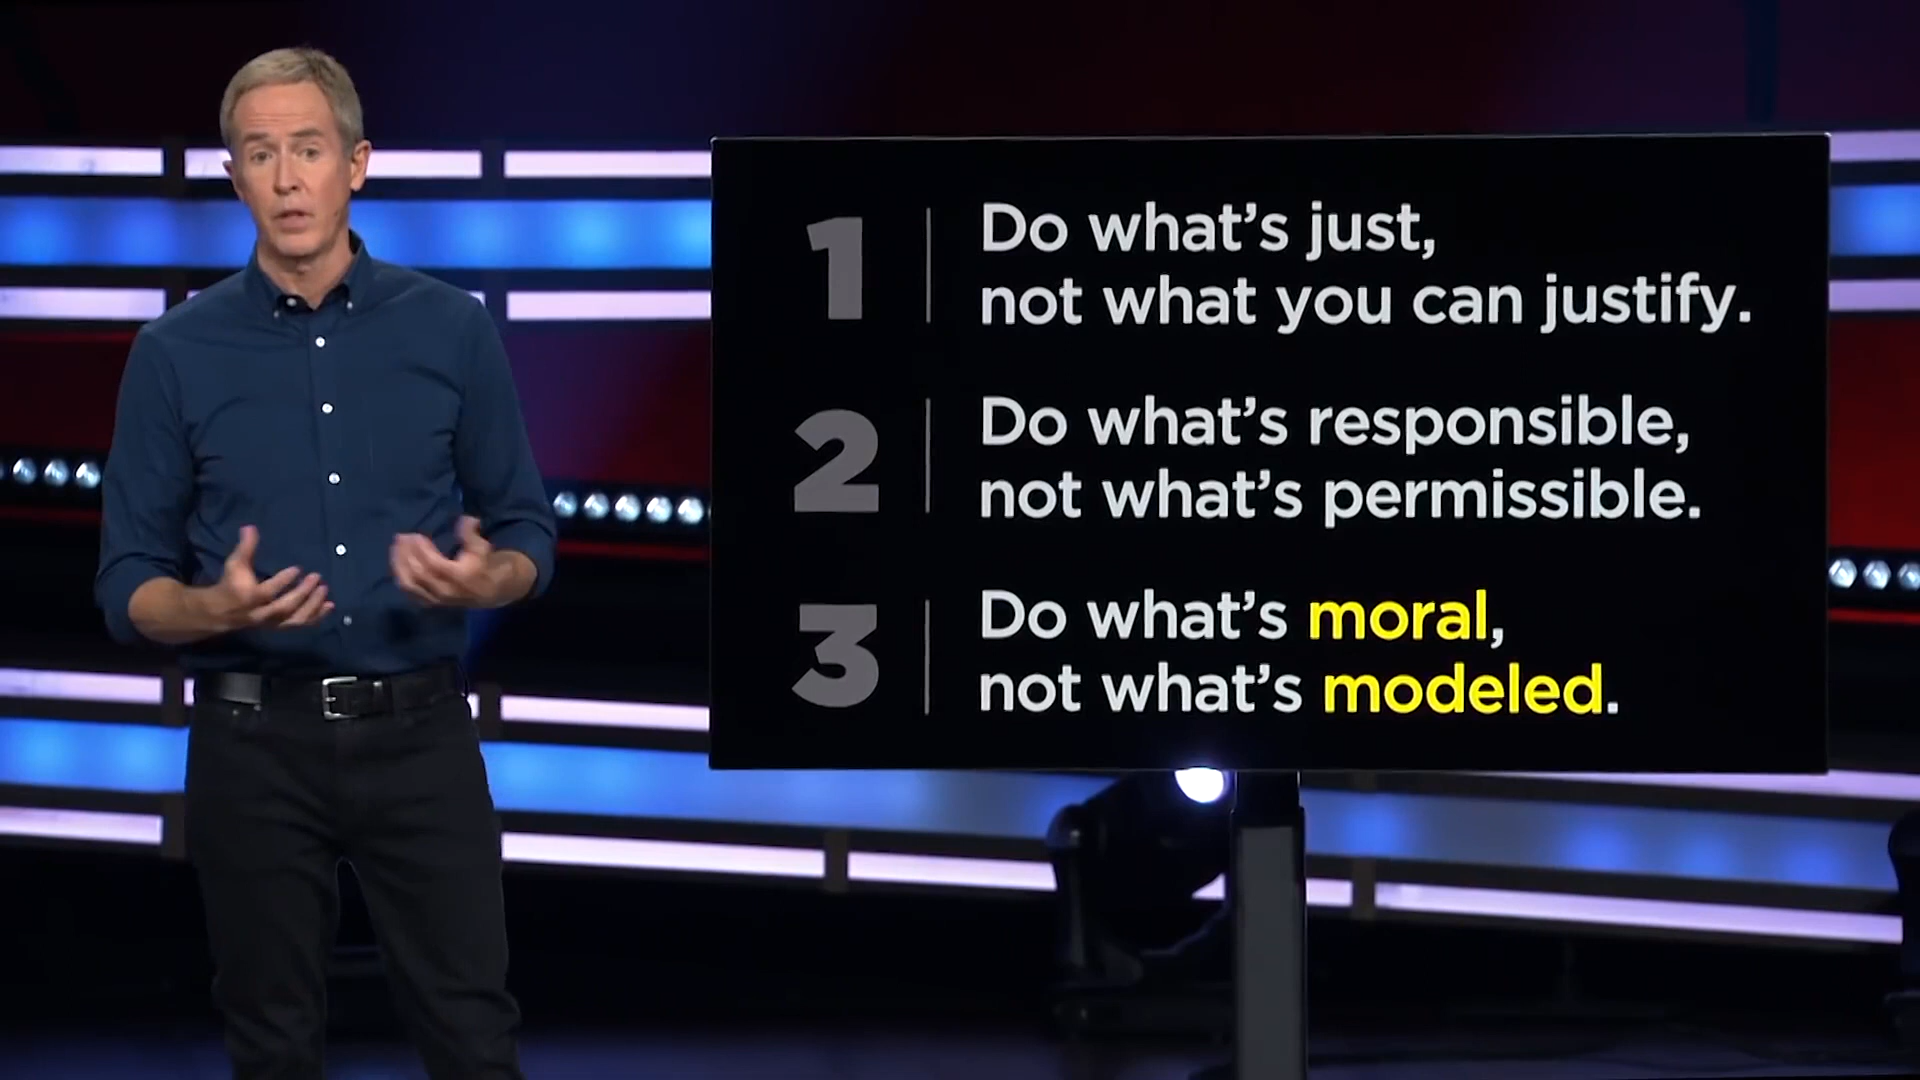 1
Do what’s just,
not what you can justify.
2
Do what’s responsible,
not what’s permissible.
3
Do what’s moral,
not what’s modeled.